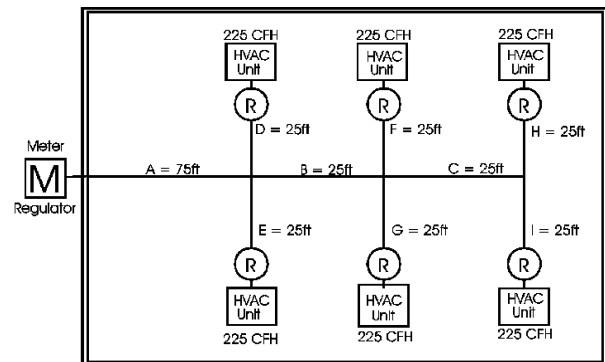 225 CFH 225 CFH 225 CFH
HVAC HVAC HVAC
Unit Unit Unit
R R R
D = 25ft F = 25ft H = 25ft
Meter
M
Regulator
A = 75ft B = 25ft C = 25ft
E = 25ft G = 25ft I = 25ft
R R R
HVAC HVAC HVAC
Unit Unit Unit
225 CFH 225 CFH 225 CFH